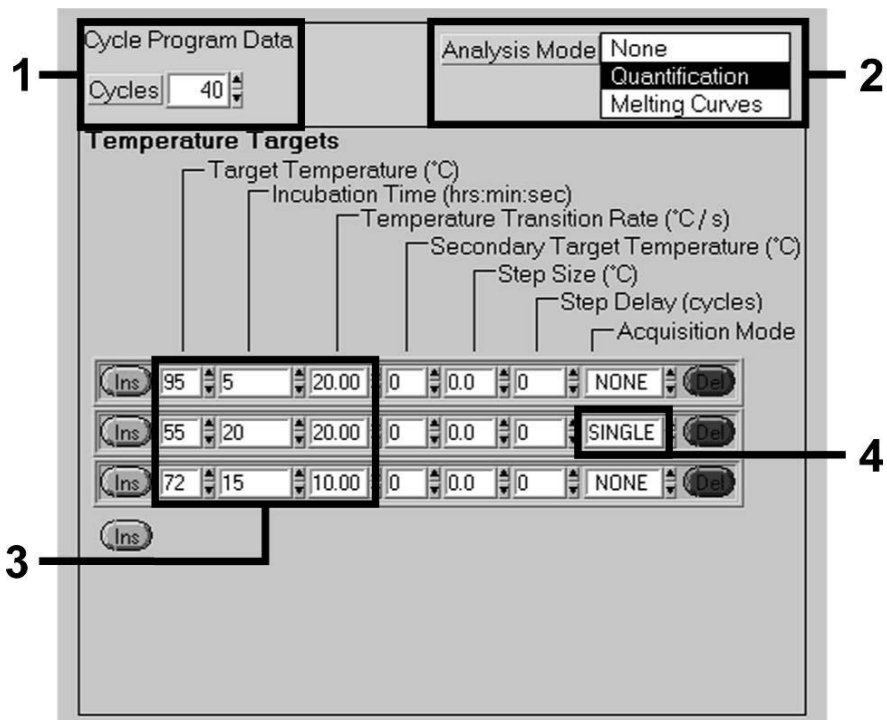 Cycle Program Data
Cycles 40
Analysis Mode None
Quantification
Melting Curves
1
2
Temperature Targets
Target Temperature (°C)
Incubation Time (hrs:min:sec)
Temperature Transition Rate (°C / s)
Secondary Target Temperature (°C)
Step Size (°C)
Step Delay (cycles)
Acquisition Mode
Ins 95 5 20.00 0 0.0 0 NONE Del
Ins 55 20 20.00 0 0.0 0 SINGLE Del
4
Ins 72 15 10.00 0 0.0 0 NONE Del
Ins
3